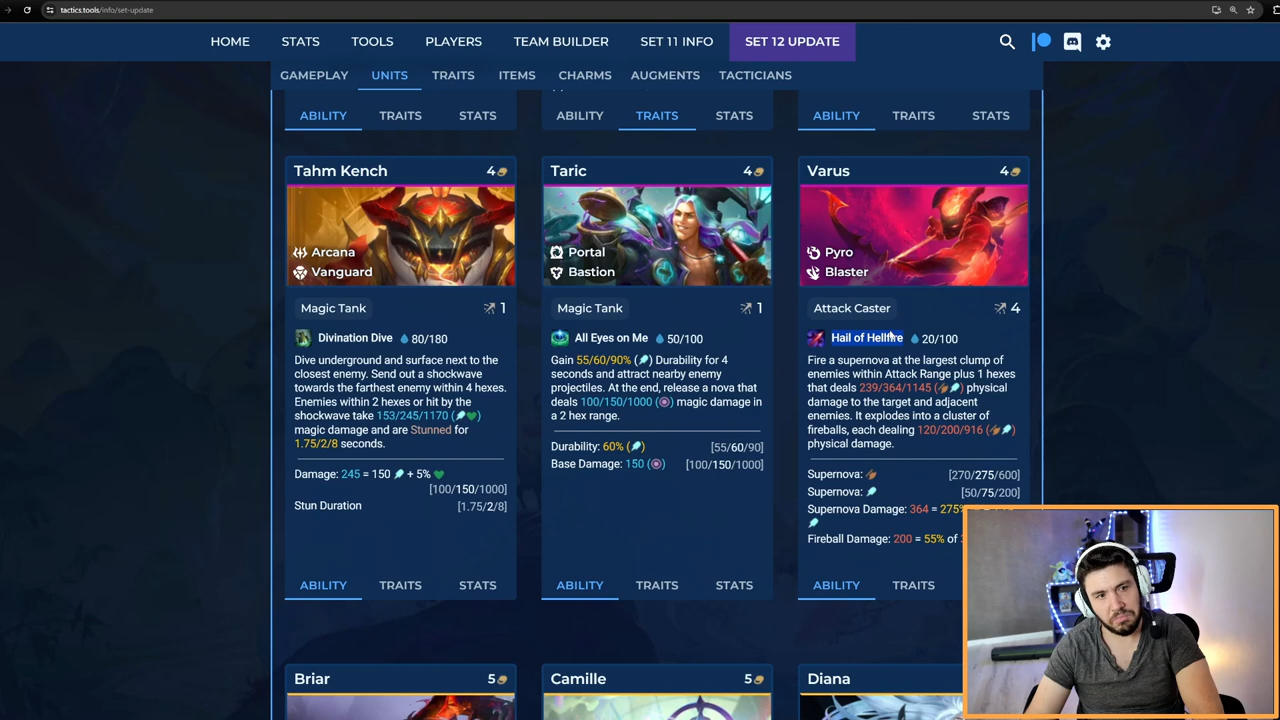 tactics.tools/info/set-update
HOME STATS TOOLS PLAYERS TEAM BUILDER SET 11 INFO SET 12 UPDATE
GAMEPLAY UNITS TRAITS ITEMS CHARMS AUGMENTS TACTICIANS
ABILITY TRAITS STATS
ABILITY TRAITS STATS
ABILITY TRAITS STATS
Tahm Kench 4
Arcana
Vanguard
Magic Tank 1
Divination Dive 80/180
Dive underground and surface next to the
closest enemy. Send out a shockwave
towards the farthest enemy within 4 hexes.
Enemies within 2 hexes or hit by the
shockwave take 153/245/1170 ( )
magic damage and are Stunned for
1.75/2/8 seconds.
Damage: 245 = 150 + 5%
[100/150/1000]
Stun Duration [1.75/2/8]
ABILITY TRAITS STATS
Taric 4
Portal
Bastion
Magic Tank 1
All Eyes on Me 50/100
Gain 55/60/90% ( ) Durability for 4
seconds and attract nearby enemy
projectiles. At the end, release a nova that
deals 100/150/1000 ( ) magic damage in
a 2 hex range.
Durability: 60% ( ) [55/60/90]
Base Damage: 150 ( ) [100/150/1000]
ABILITY TRAITS STATS
Varus 4
Pyro
Blaster
Attack Caster 4
Hail of Hellfire 20/100
Fire a supernova at the largest clump of
enemies within Attack Range plus 1 hexes
that deals 239/364/1145 ( ) physical
damage to the target and adjacent
enemies. It explodes into a cluster of
fireballs, each dealing 120/200/916 ( )
physical damage.
Supernova: [270/275/600]
Supernova: [50/75/200]
Supernova Damage: 364 = 275%
Fireball Damage: 200 = 55% of
ABILITY TRAITS
Briar 5
Camille 5
Diana